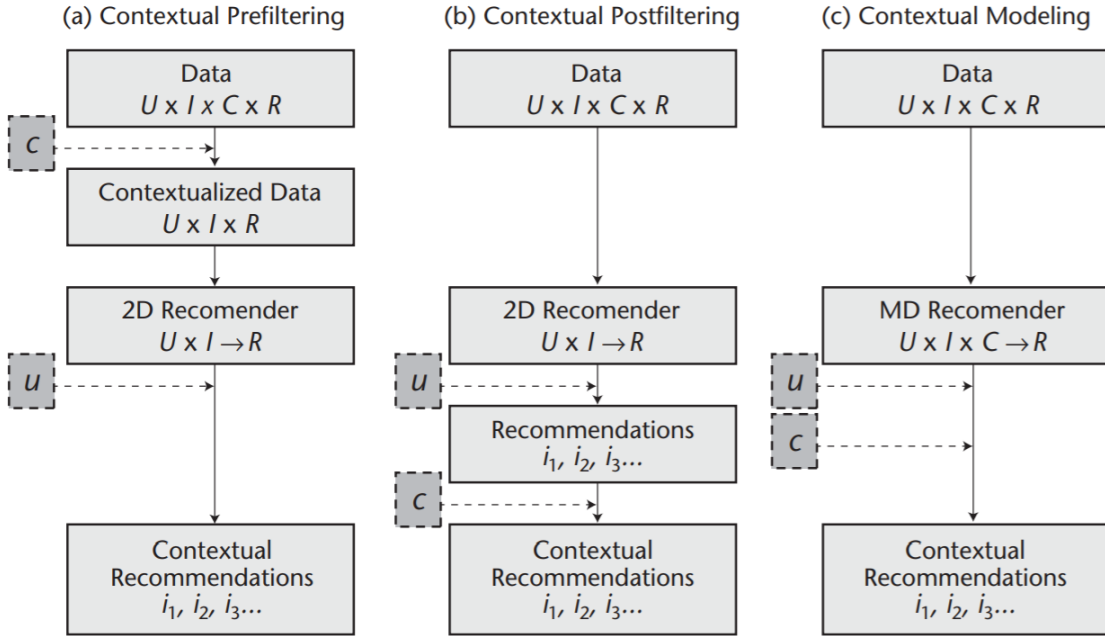 (a) Contextual Prefiltering
Data
U x I x C x R
c
Contextualized Data
U x I x R
2D Recomender
U x I → R
u
Contextual
Recommendations
i₁, i₂, i₃...
(b) Contextual Postfiltering
Data
U x I x C x R
2D Recomender
U x I → R
u
Recommendations
i₁, i₂, i₃...
c
Contextual
Recommendations
i₁, i₂, i₃...
(c) Contextual Modeling
Data
U x I x C x R
MD Recomender
U x I x C → R
u
c
Contextual
Recommendations
i₁, i₂, i₃...